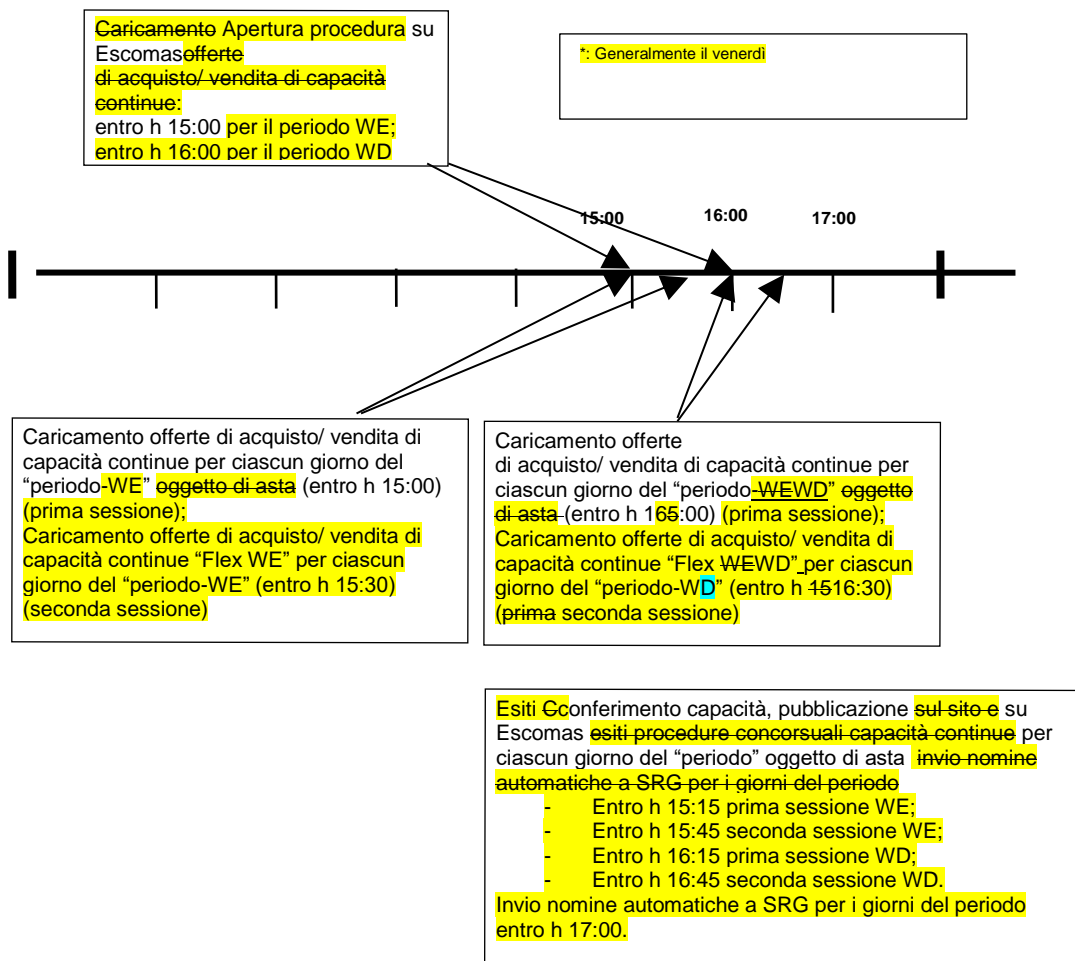 Caricamento Apertura procedura su
Escomasofferte
di acquisto/ vendita di capacità
continue:
entro h 15:00 per il periodo WE;
entro h 16:00 per il periodo WD
*: Generalmente il venerdì
15:00
16:00
17:00
Caricamento offerte di acquisto/ vendita di
capacità continue per ciascun giorno del
“periodo-WE” oggetto di asta (entro h 15:00)
(prima sessione);
Caricamento offerte di acquisto/ vendita di
capacità continue “Flex WE” per ciascun
giorno del “periodo-WE” (entro h 15:30)
(seconda sessione)
Caricamento offerte
di acquisto/ vendita di capacità continue per
ciascun giorno del “periodo-WEWD” oggetto
di asta (entro h 165:00) (prima sessione);
Caricamento offerte di acquisto/ vendita di
capacità continue “Flex WEWD” per ciascun
giorno del “periodo-WD” (entro h 1516:30)
(prima seconda sessione)
Esiti Cconferimento capacità, pubblicazione sul sito e su
Escomas esiti procedure concorsuali capacità continue per
ciascun giorno del “periodo” oggetto di asta invio nomine
automatiche a SRG per i giorni del periodo
- Entro h 15:15 prima sessione WE;
- Entro h 15:45 seconda sessione WE;
- Entro h 16:15 prima sessione WD;
- Entro h 16:45 seconda sessione WD.
Invio nomine automatiche a SRG per i giorni del periodo
entro h 17:00.